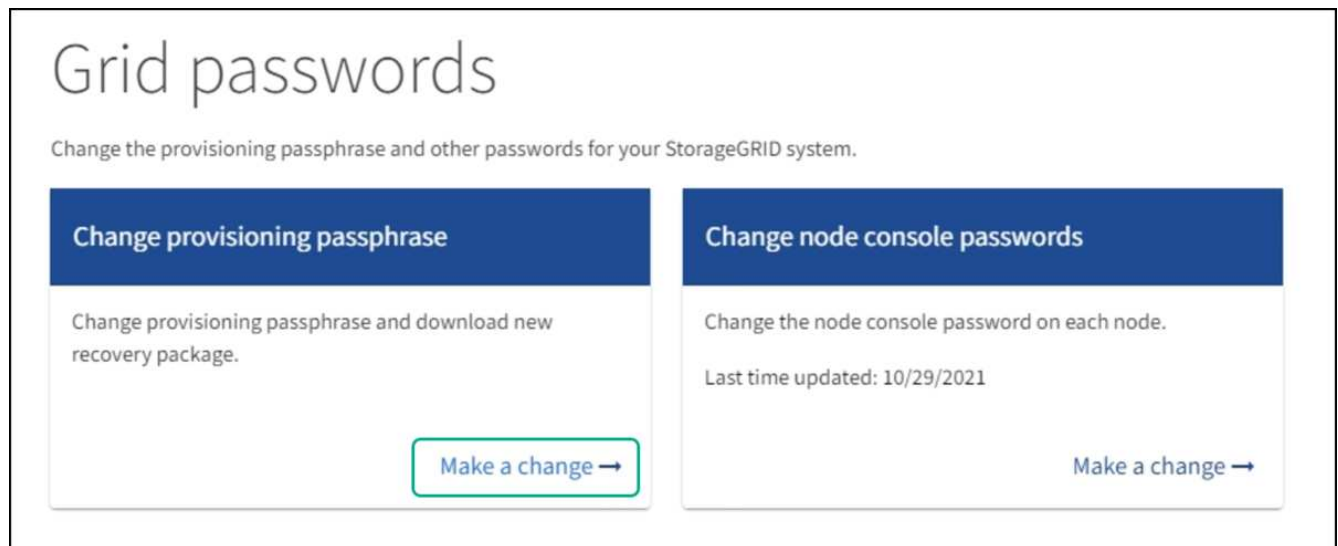 Grid passwords
Change the provisioning passphrase and other passwords for your StorageGRID system.
Change provisioning passphrase
Change provisioning passphrase and download new
recovery package.
Make a change →
Change node console passwords
Change the node console password on each node.
Last time updated: 10/29/2021
Make a change →